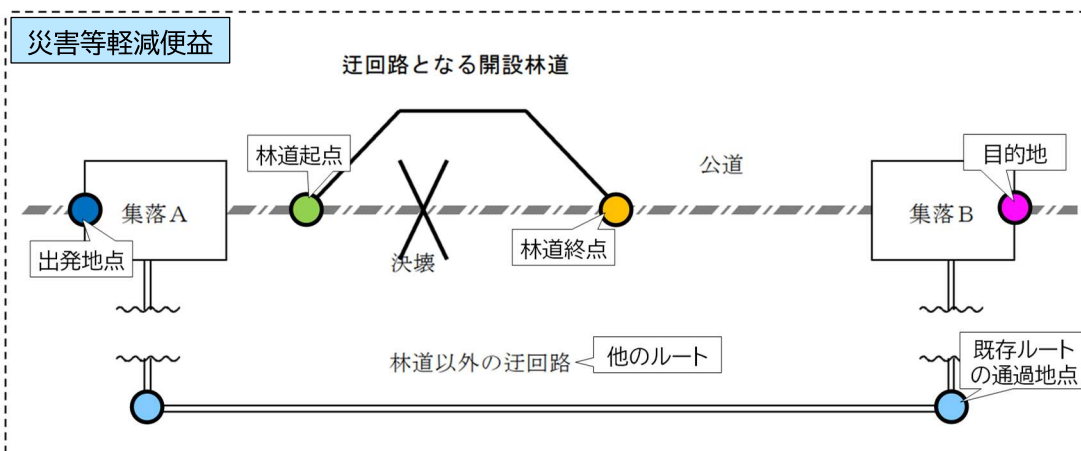 災害等軽減便益
迂回路となる開設林道
林道起点
公道
目的地
集落A
集落B
出発地点
決壊
林道終点
林道以外の迂回路
他のルート
既存ルート
の通過地点